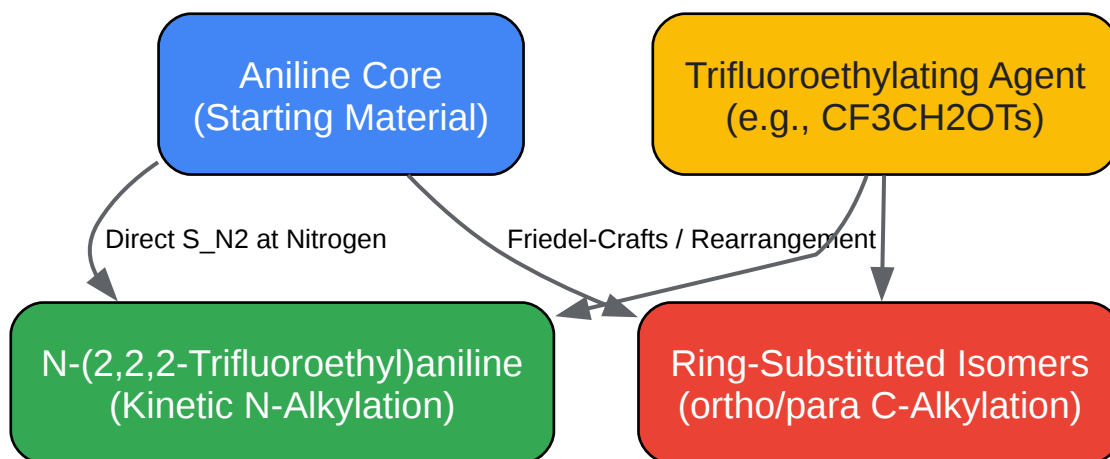 Aniline Core
(Starting Material)
Trifluoroethylating Agent
(e.g., CF3CH2OTs)
Direct S_N2 at Nitrogen
Friedel-Crafts / Rearrangement
N-(2,2,2-Trifluoroethyl)aniline
(Kinetic N-Alkylation)
Ring-Substituted Isomers
(ortho/para C-Alkylation)